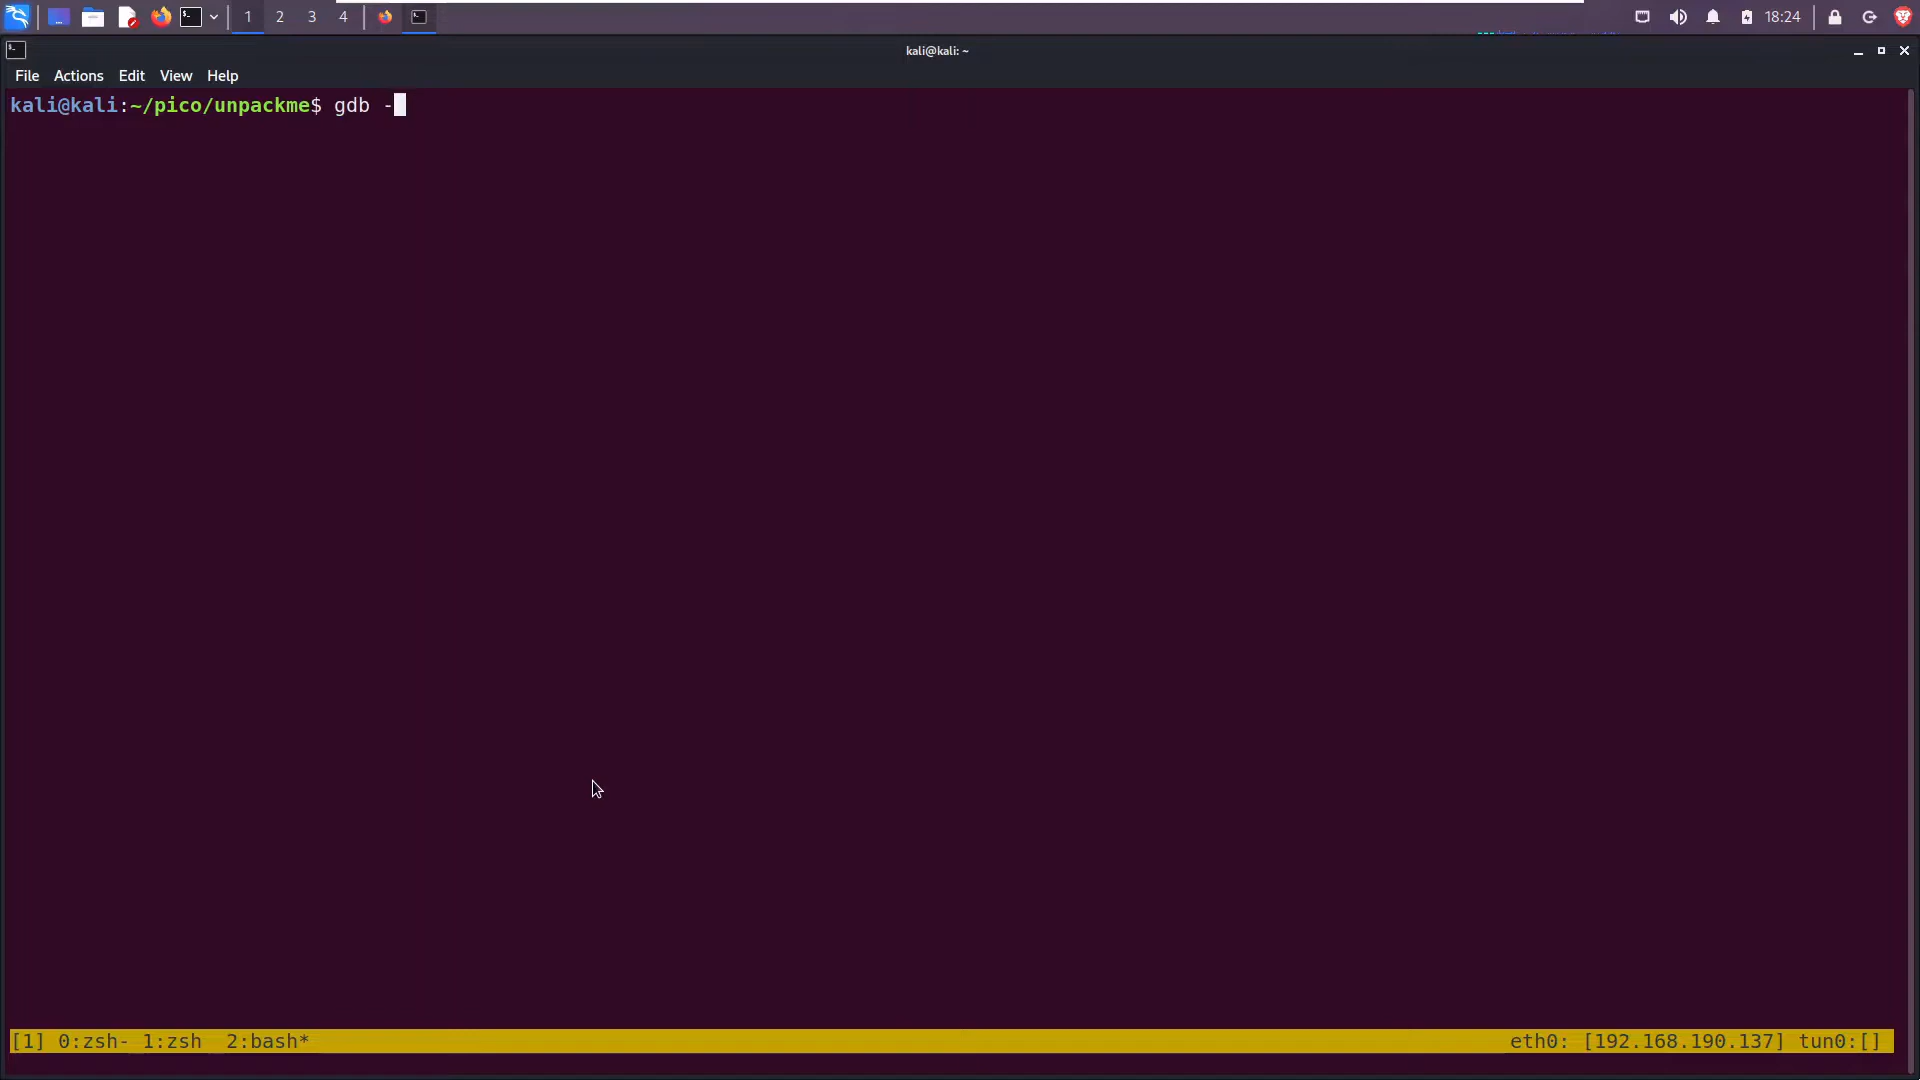 1 2 3 4 18:24
kali@kali: ~
File Actions Edit View Help
kali@kali:~/pico/unpackme$ gdb -
[1] 0:zsh- 1:zsh 2:bash* eth0: [192.168.190.137] tun0:[]